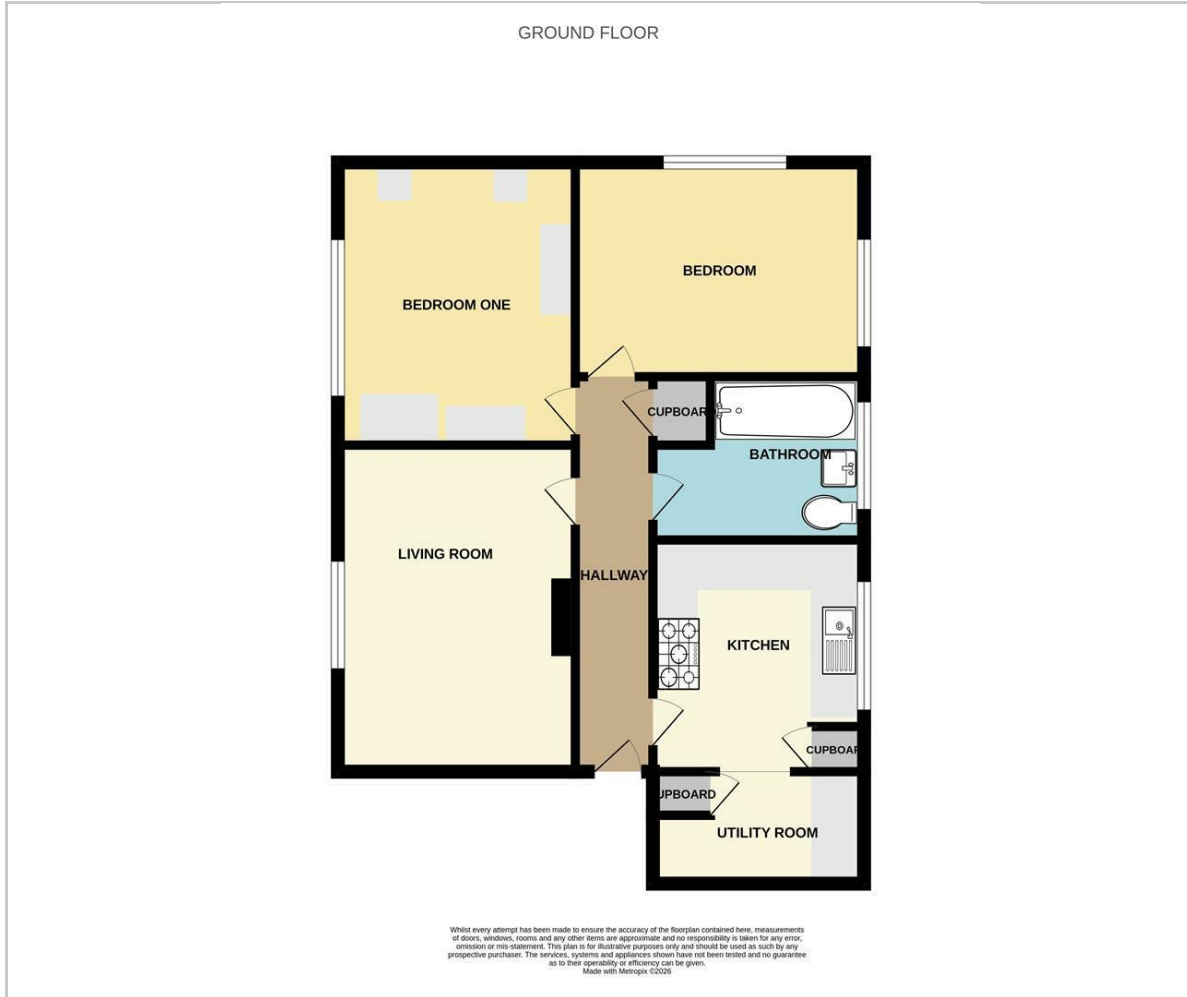 GROUND FLOOR
BEDROOM
BEDROOM ONE
CUPBOARD
BATHROOM
LIVING ROOM
HALLWAY
KITCHEN
CUPBOAR
UPBOARD
UTILITY ROOM
Whilst every attempt has been made to ensure the accuracy of the floorplan contained here, measurements
of doors, windows, rooms and any other items are approximate and no responsibility is taken for any error,
omission or mis-statement. This plan is for illustrative purposes only and should be used as such by any
prospective purchaser. The services, systems and appliances shown have not been tested and no guarantee
as to their operability or efficiency can be given.
Made with Metropix ©2026